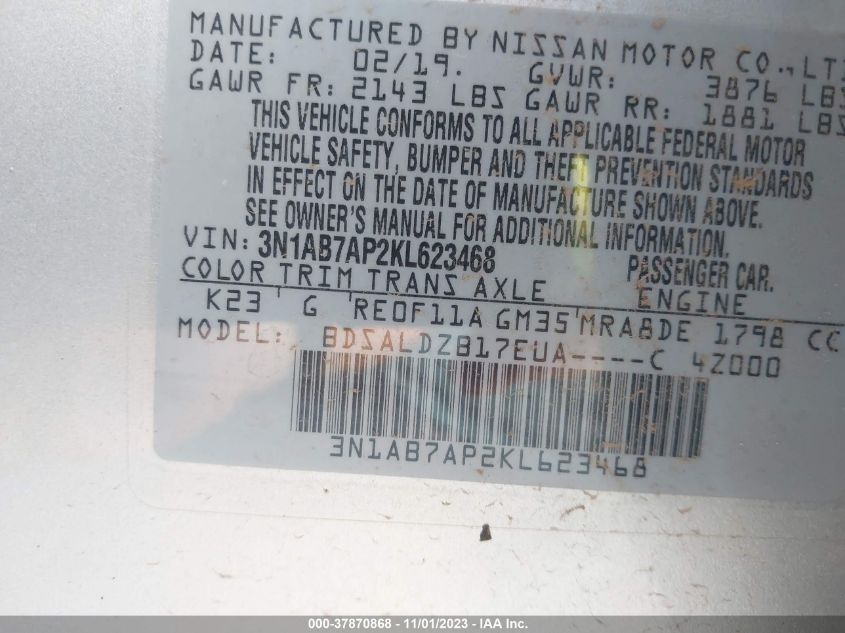 MANUFACTURED BY NISSAN MOTOR CO.,LT
DATE: 02/19. GVWR: 3876 LBS
GAWR FR: 2143 LBS GAWR RR: 1881 LBS
THIS VEHICLE CONFORMS TO ALL APPLICABLE FEDERAL MOTOR
VEHICLE SAFETY, BUMPER AND THEFT PREVENTION STANDARDS
IN EFFECT ON THE DATE OF MANUFACTURE SHOWN ABOVE.
SEE OWNER'S MANUAL FOR ADDITIONAL INFORMATION.
VIN: 3N1AB7AP2KL623468 PASSENGER CAR.
COLOR TRIM TRANS AXLE ENGINE
K23 G RE0F11A GM35 MRA8DE 1798 CC
MODEL: BDSALDZB17EUA----C 42000
3N1AB7AP2KL623468
000-37870868 - 11/01/2023 - IAA Inc.